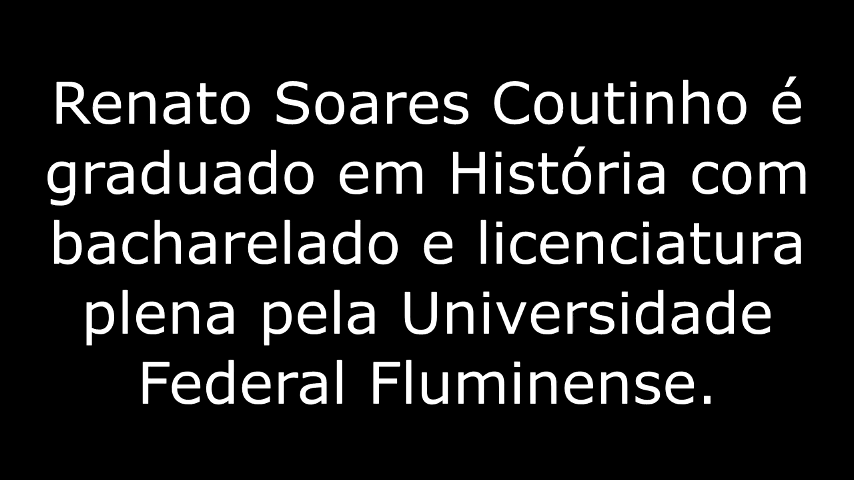 Renato Soares Coutinho é
graduado em História com
bacharelado e licenciatura
plena pela Universidade
Federal Fluminense.